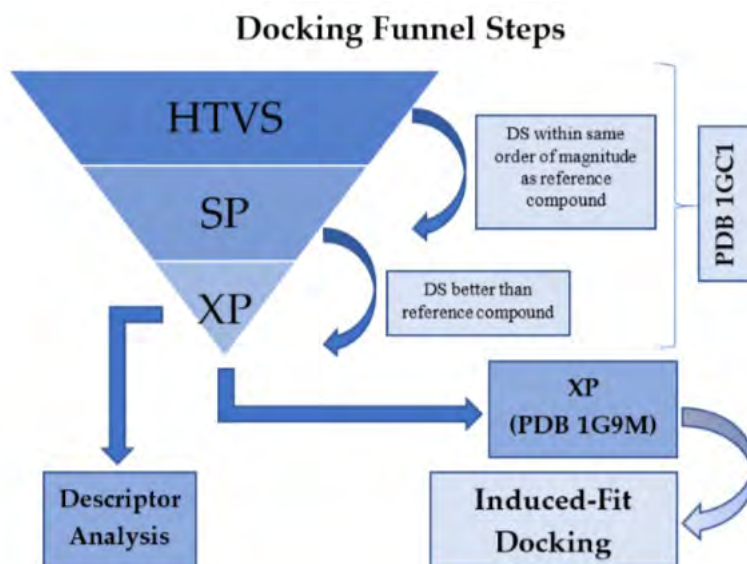 Docking Funnel Steps
HTVS
DS within same
order of magnitude
as reference
compound
PDB 1GC1
SP
DS better than
reference compound
XP
XP
(PDB 1G9M)
Descriptor
Analysis
Induced-Fit
Docking